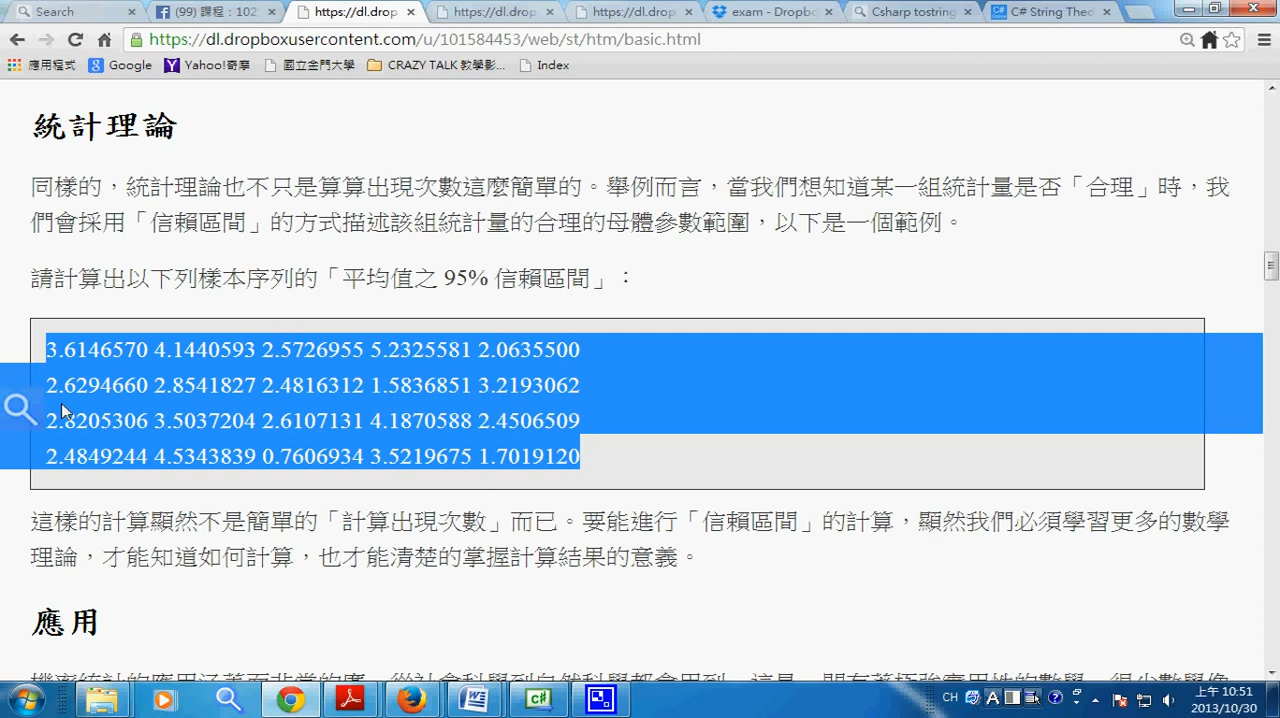 Search
(99) 課程：102
https://dl.drop
https://dl.drop
https://dl.drop
exam - Dropbo
Csharp tostring
C# String Theo
https://dl.dropboxusercontent.com/u/101584453/web/st/htm/basic.html
應用程式 Google Yahoo!奇摩 國立金門大學 CRAZY TALK 教學影... Index
統計理論
同樣的，統計理論也不只是算算出現次數這麼簡單的。舉例而言，當我們想知道某一組統計量是否「合理」時，我
們會採用「信賴區間」的方式描述該組統計量的合理的母體參數範圍，以下是一個範例。
請計算出以下列樣本序列的「平均值之 95% 信賴區間」：
3.6146570 4.1440593 2.5726955 5.2325581 2.0635500
2.6294660 2.8541827 2.4816312 1.5836851 3.2193062
2.8205306 3.5037204 2.6107131 4.1870588 2.4506509
2.4849244 4.5343839 0.7606934 3.5219675 1.7019120
這樣的計算顯然不是簡單的「計算出現次數」而已。要能進行「信賴區間」的計算，顯然我們必須學習更多的數學
理論，才能知道如何計算，也才能清楚的掌握計算結果的意義。
應用
CH
上午 10:51
2013/10/30